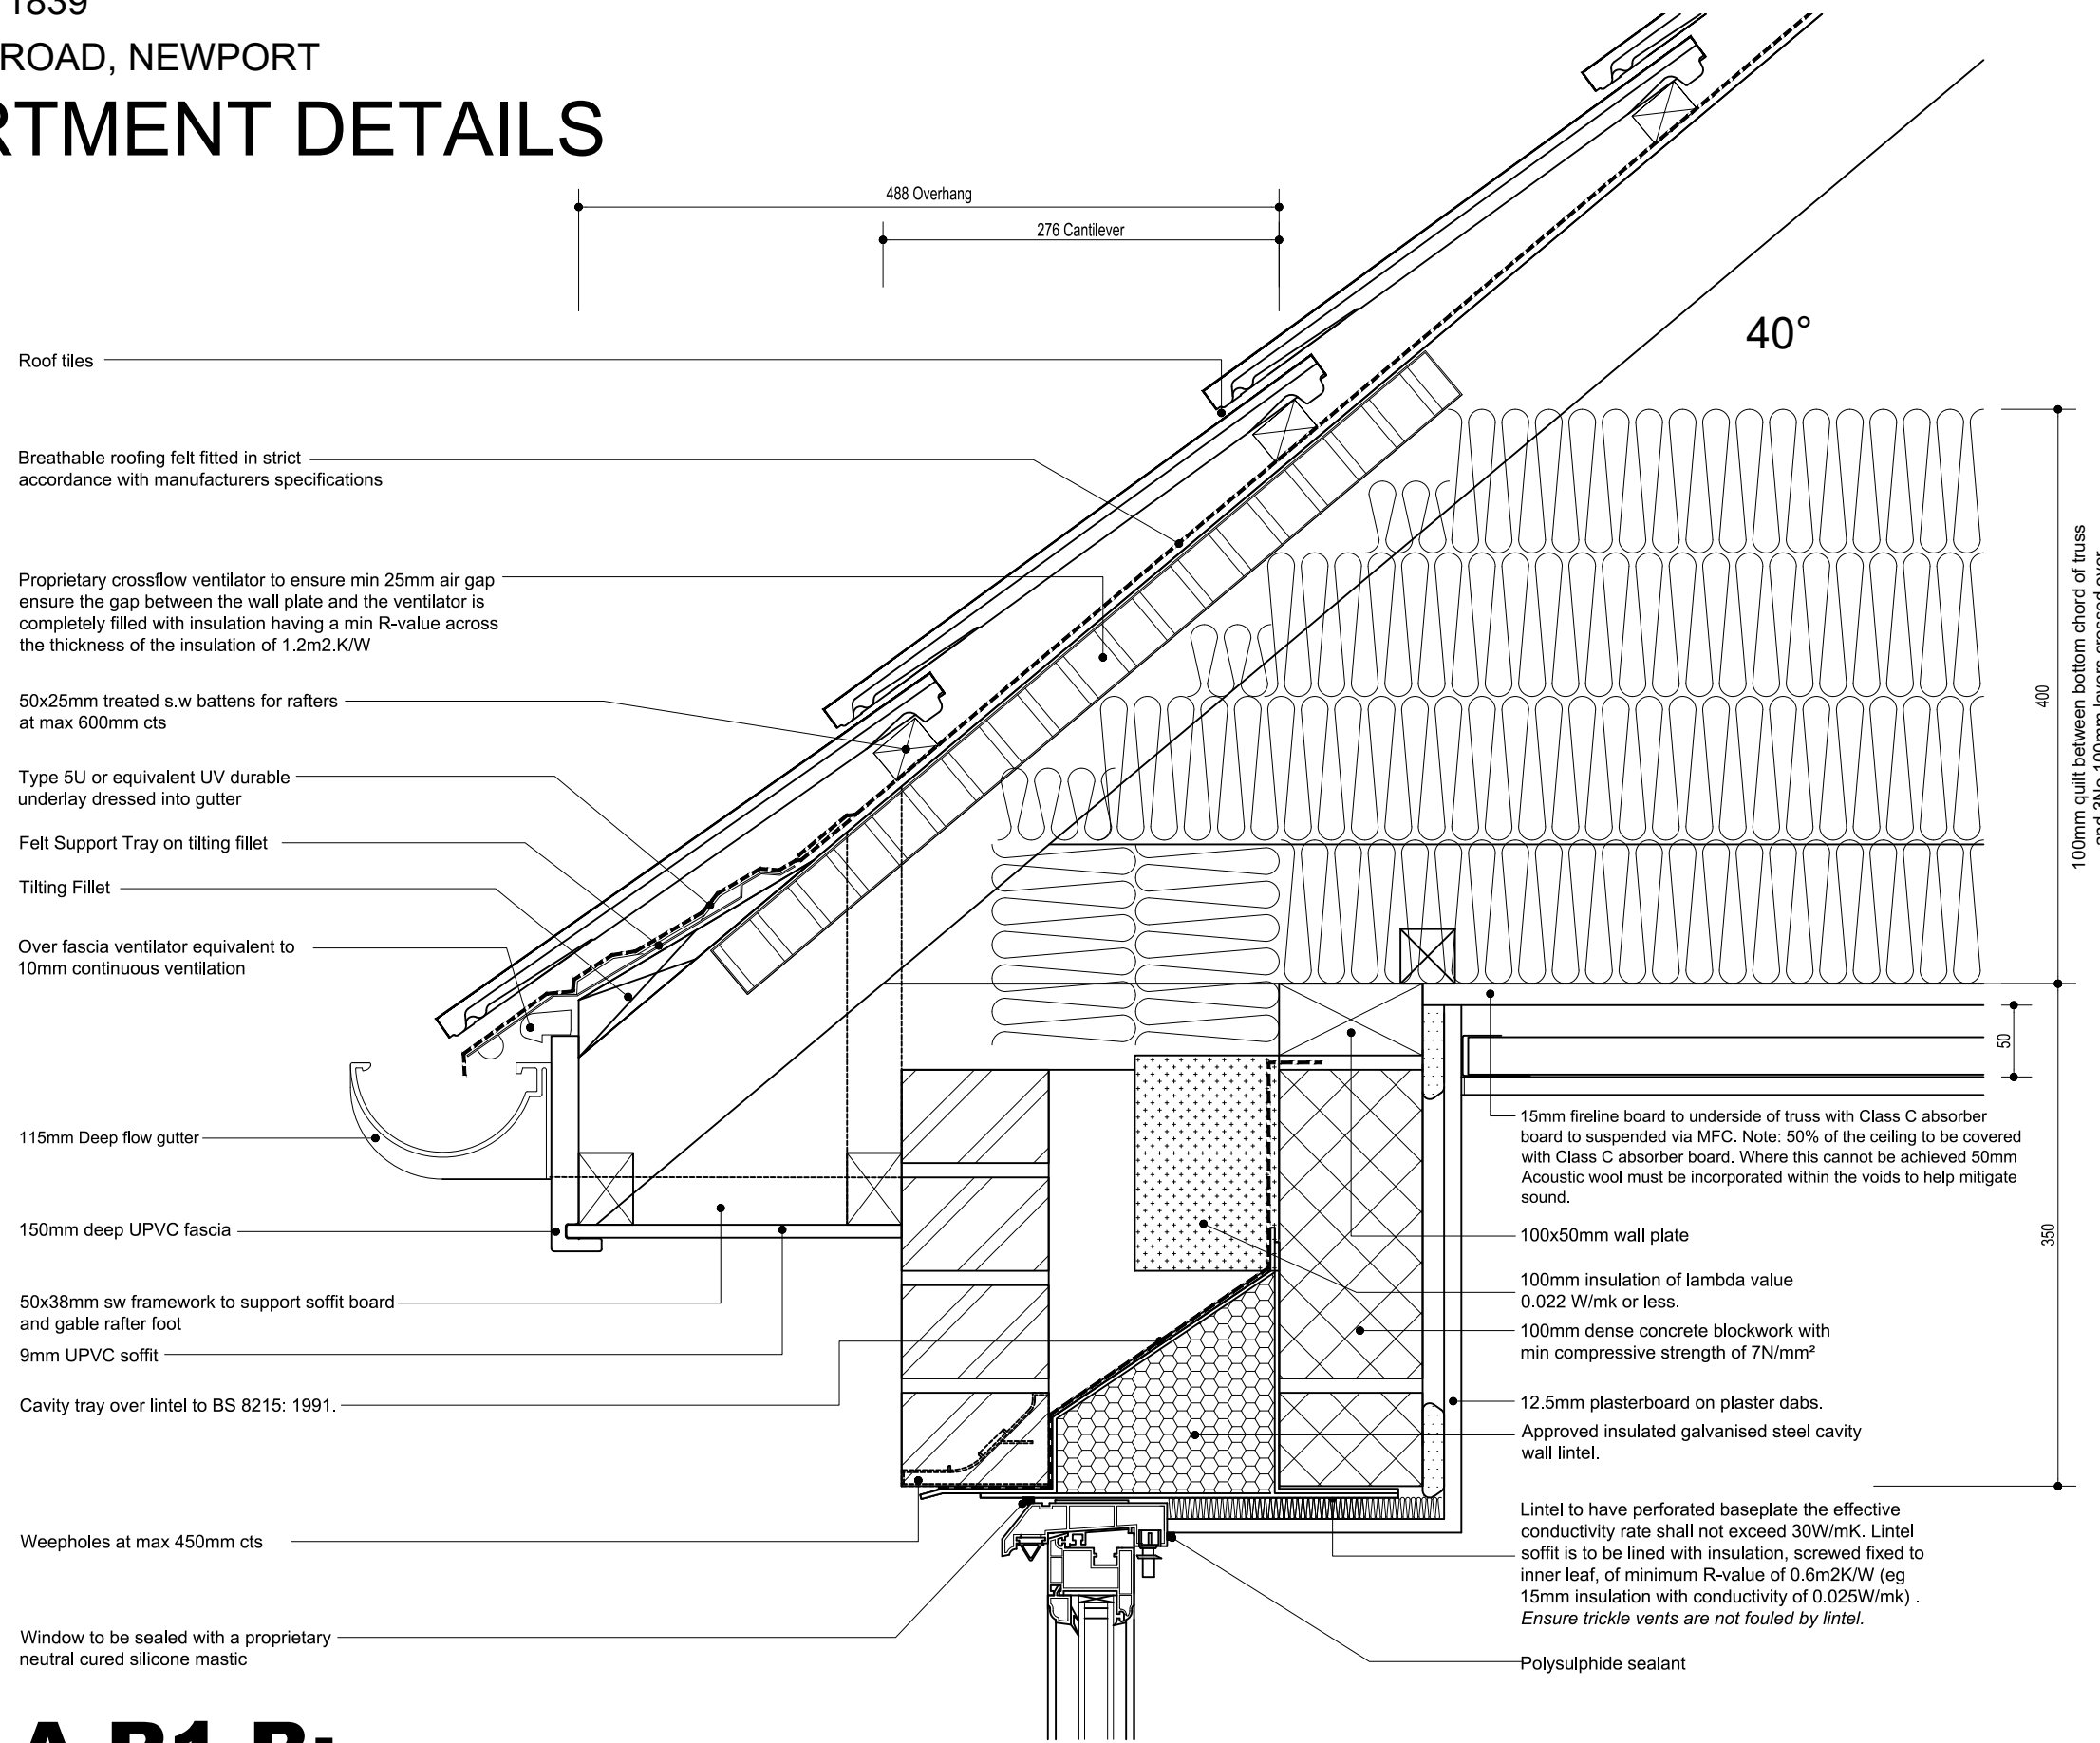 1839
ROAD, NEWPORT
RTMENT DETAILS
488 Overhang
276 Cantilever
40°
Roof tiles
Breathable roofing felt fitted in strict
accordance with manufacturers specifications
Proprietary crossflow ventilator to ensure min 25mm air gap
ensure the gap between the wall plate and the ventilator is
completely filled with insulation having a min R-value across
the thickness of the insulation of 1.2m2.K/W
50x25mm treated s.w battens for rafters
at max 600mm cts
Type 5U or equivalent UV durable
underlay dressed into gutter
Felt Support Tray on tilting fillet
Tilting Fillet
Over fascia ventilator equivalent to
10mm continuous ventilation
115mm Deep flow gutter
150mm deep UPVC fascia
50x38mm sw framework to support soffit board
and gable rafter foot
9mm UPVC soffit
Cavity tray over lintel to BS 8215: 1991.
Weepholes at max 450mm cts
Window to be sealed with a proprietary
neutral cured silicone mastic
400
100mm quilt between bottom chord of truss
and 3No 100mm layers crossed over
50
350
15mm fireline board to underside of truss with Class C absorber
board to suspended via MFC. Note: 50% of the ceiling to be covered
with Class C absorber board. Where this cannot be achieved 50mm
Acoustic wool must be incorporated within the voids to help mitigate
sound.
100x50mm wall plate
100mm insulation of lambda value
0.022 W/mk or less.
100mm dense concrete blockwork with
min compressive strength of 7N/mm²
12.5mm plasterboard on plaster dabs.
Approved insulated galvanised steel cavity
wall lintel.
Lintel to have perforated baseplate the effective
conductivity rate shall not exceed 30W/mK. Lintel
soffit is to be lined with insulation, screwed fixed to
inner leaf, of minimum R-value of 0.6m2K/W (eg
15mm insulation with conductivity of 0.025W/mk) .
Ensure trickle vents are not fouled by lintel.
Polysulphide sealant